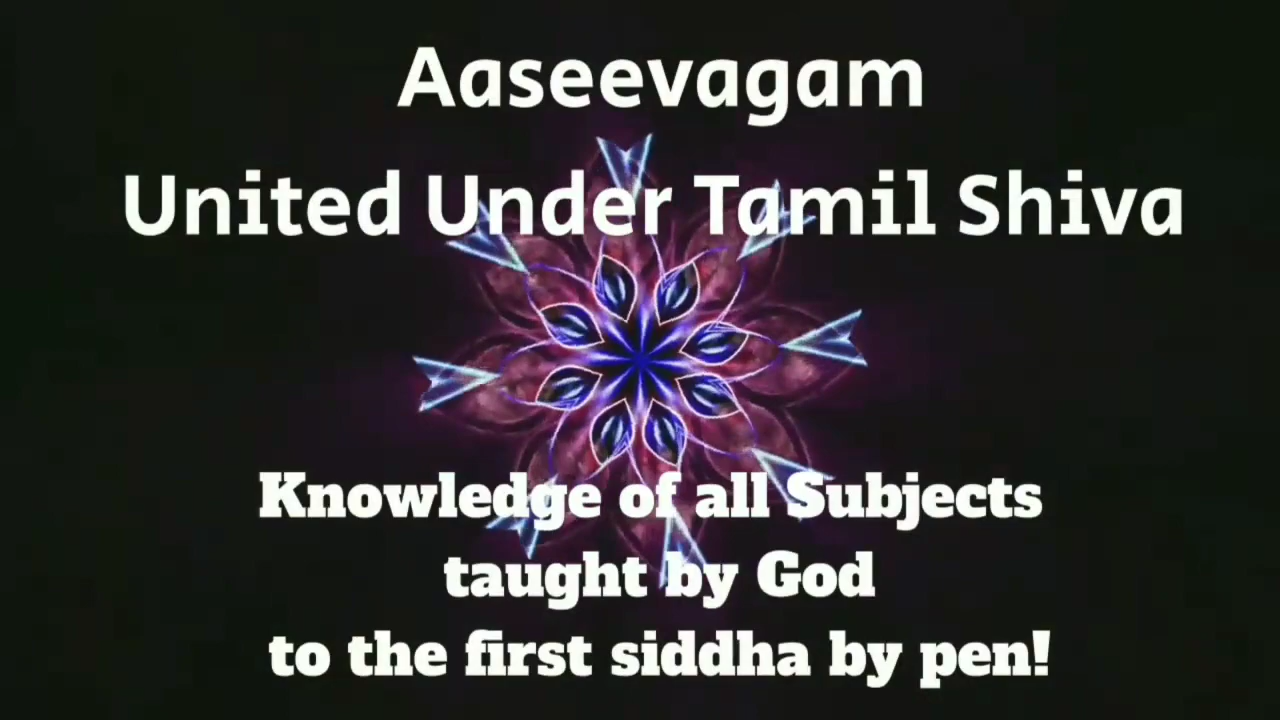 Aaseevagam
United Under Tamil Shiva
Knowledge of all Subjects
taught by God
to the first siddha by pen!